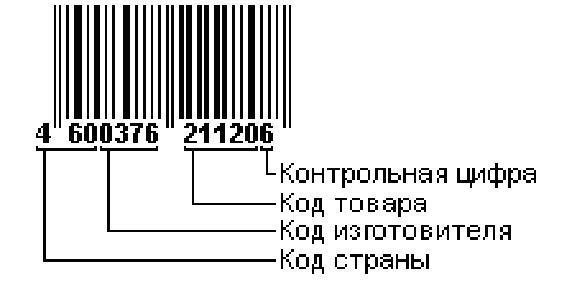 4 600376 211206
Контрольная цифра
Код товара
Код изготовителя
Код страны